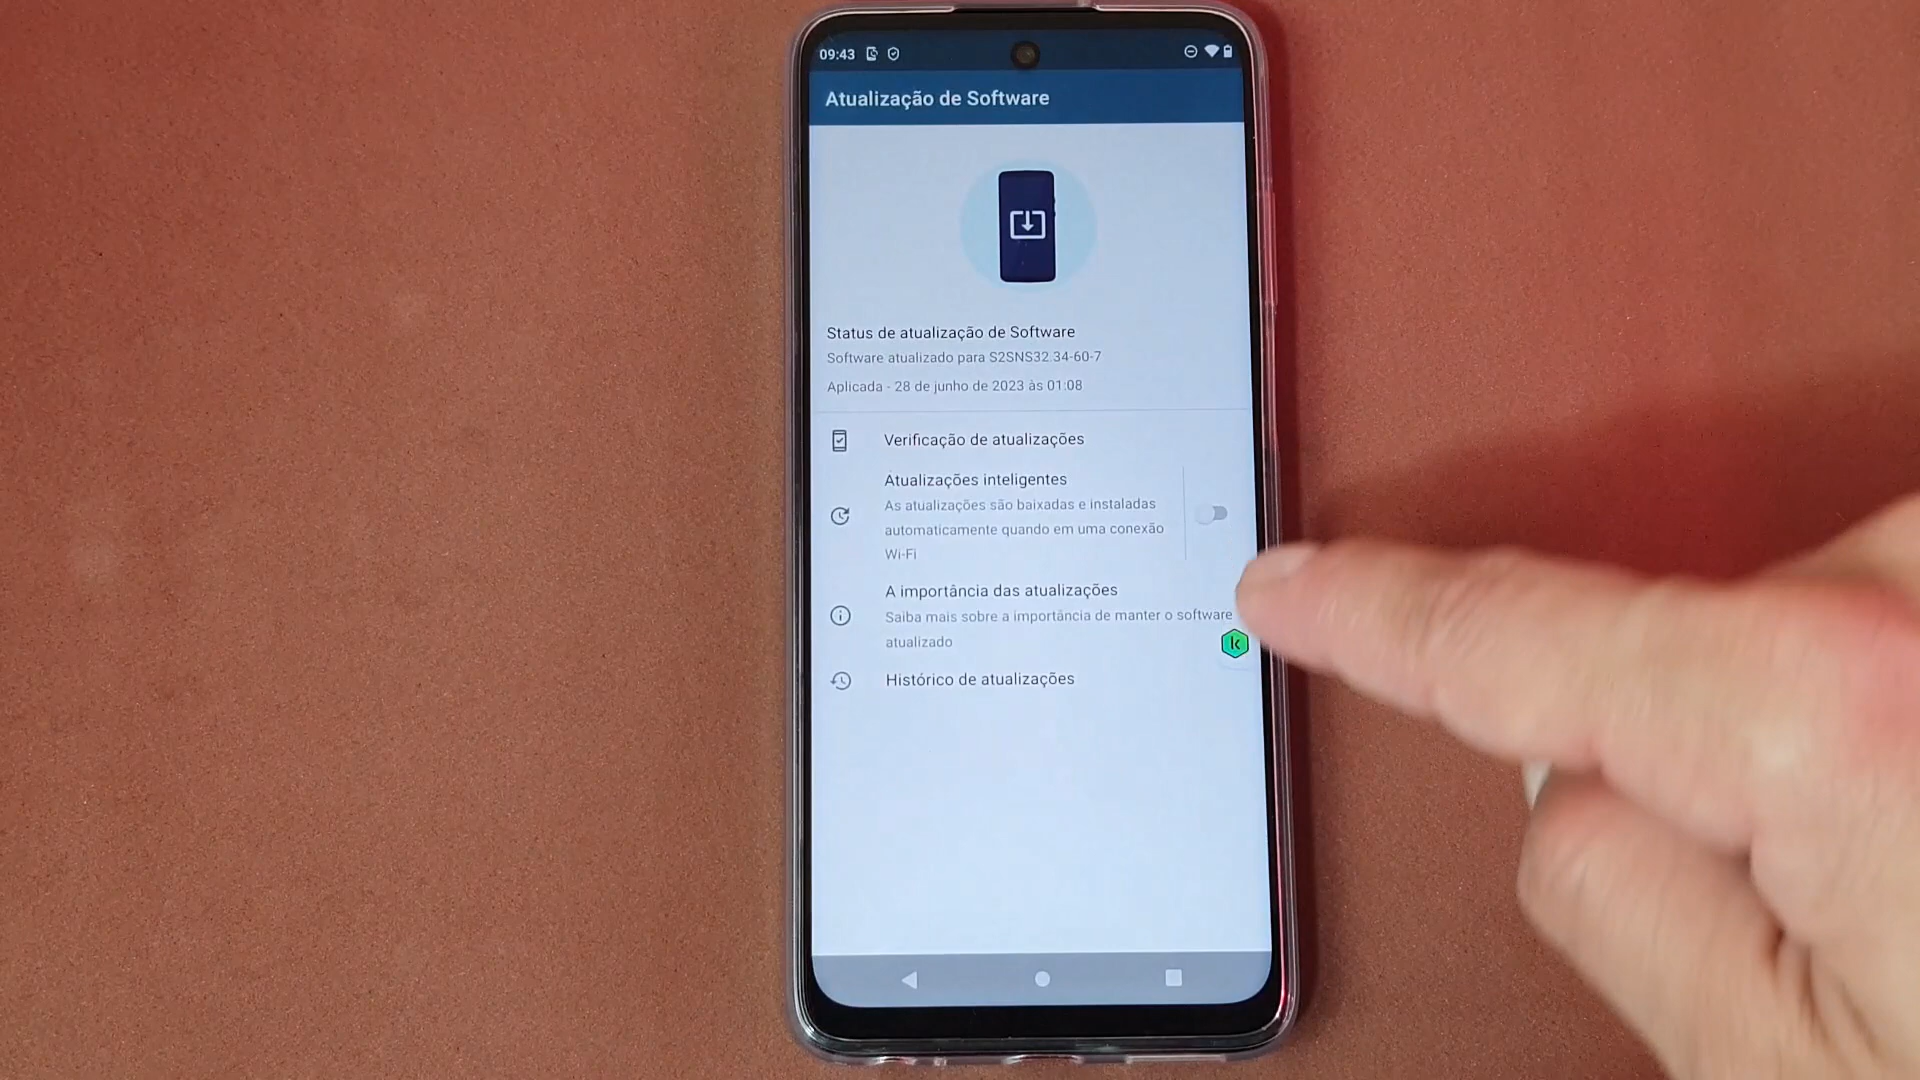 09:43
Atualização de Software
Status de atualização de Software
Software atualizado para S2SNS32.34-60-7
Aplicada - 28 de junho de 2023 às 01:08
Verificação de atualizações
Atualizações inteligentes
As atualizações são baixadas e instaladas
automaticamente quando em uma conexão
Wi-Fi
A importância das atualizações
Saiba mais sobre a importância de manter o software
atualizado
k
Histórico de atualizações